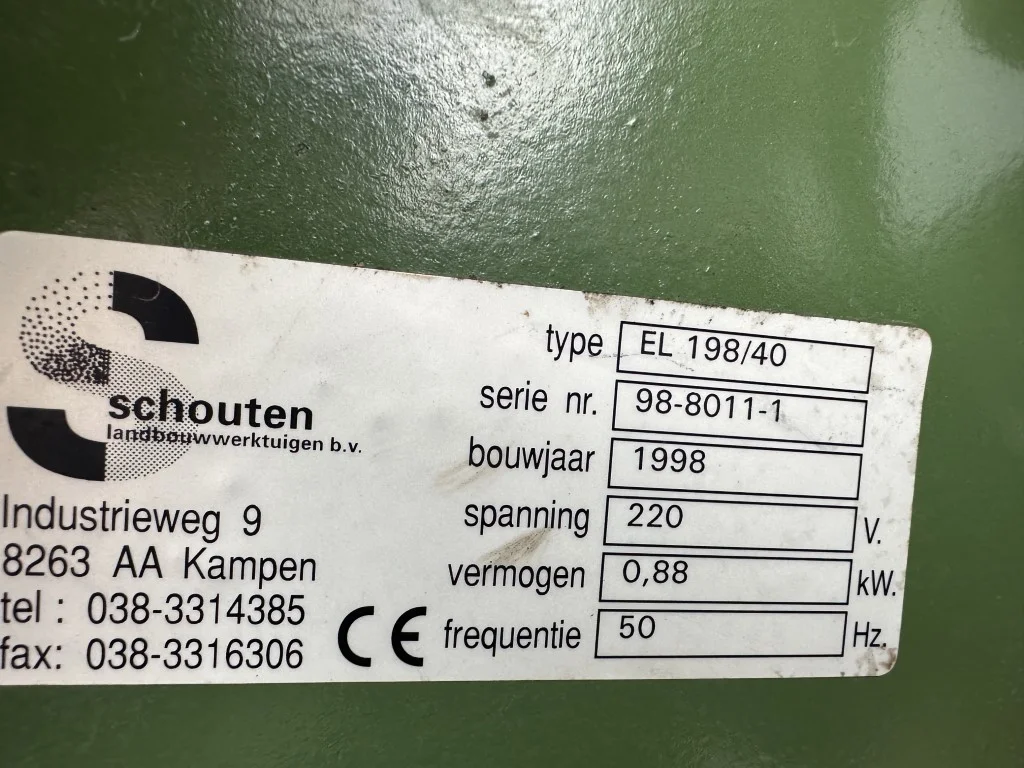 schouten
landbouwwerktuigen b.v.
Industrieweg 9
8263 AA Kampen
tel : 038-3314385
fax: 038-3316306
CE
type EL 198/40
serie nr. 98-8011-1
bouwjaar 1998
spanning 220 V.
vermogen 0,88 kW.
frequentie 50 Hz.